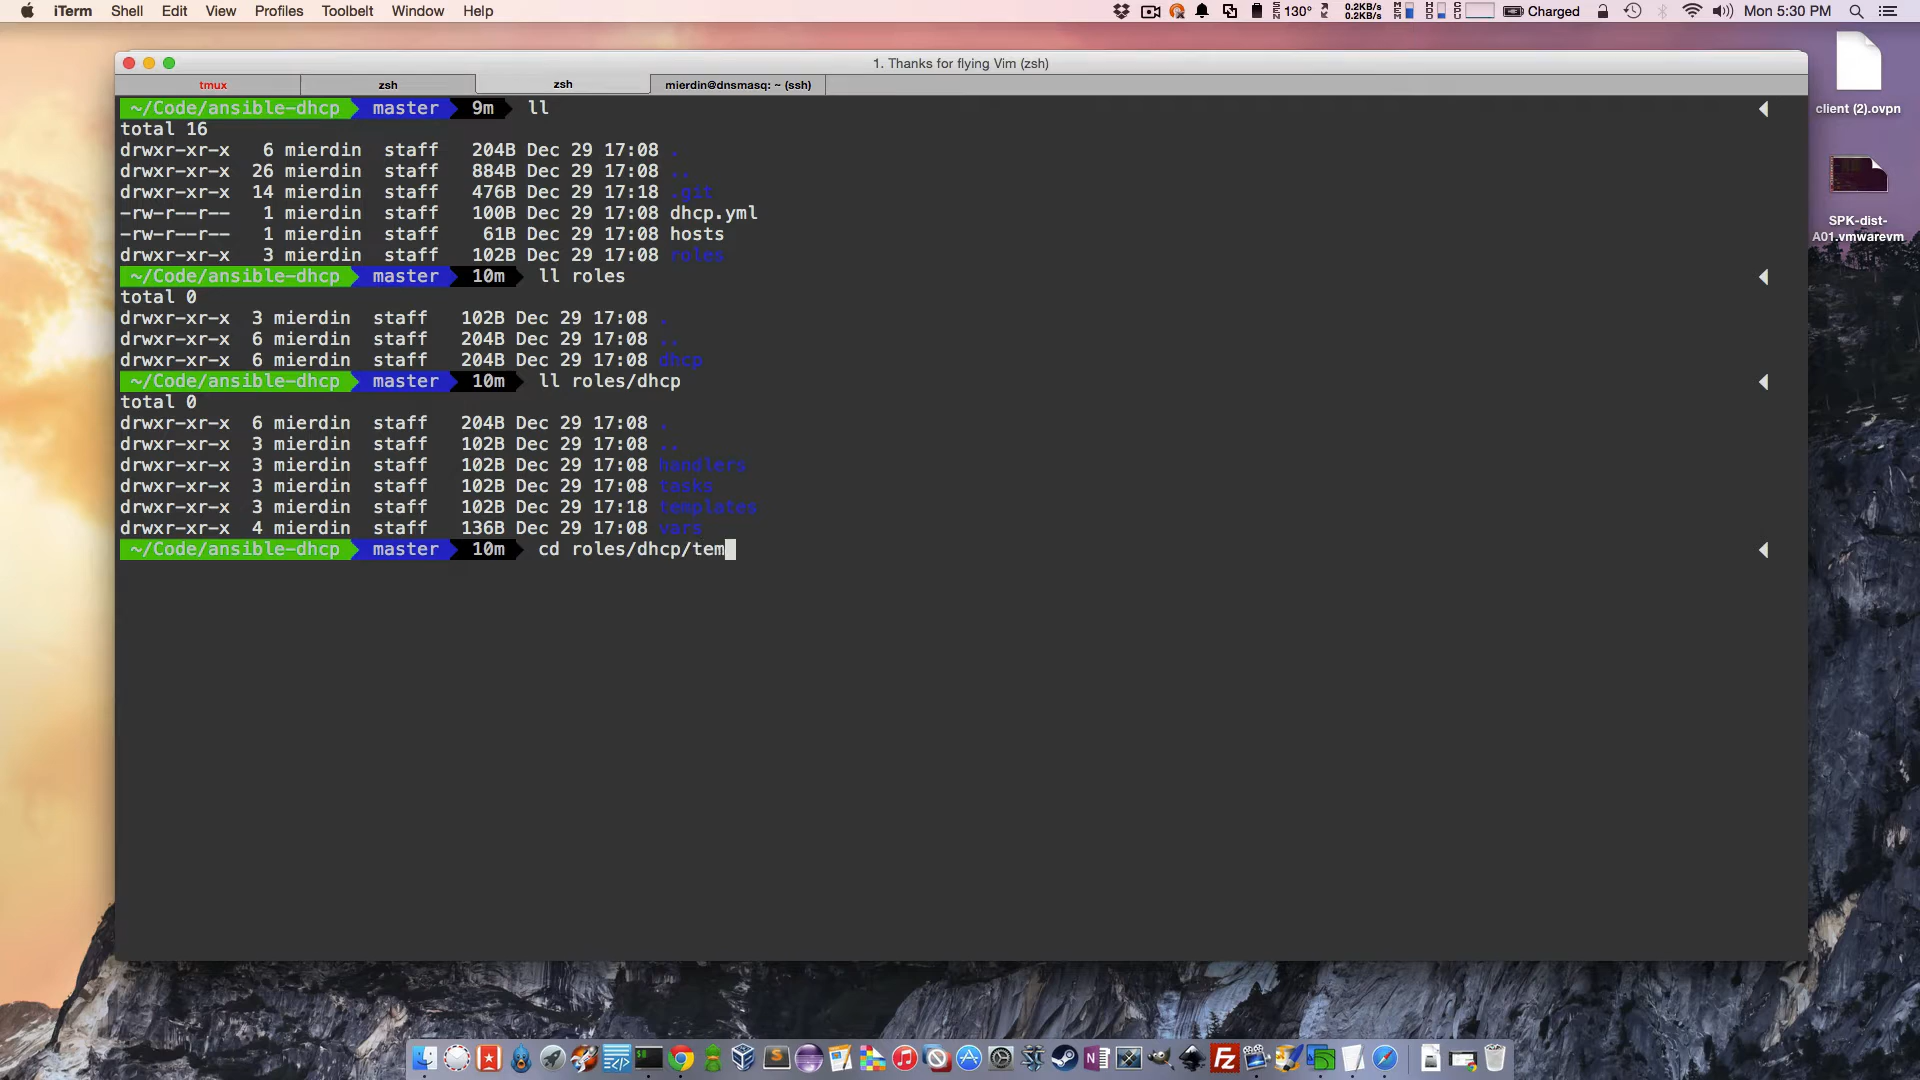 iTerm Shell Edit View Profiles Toolbelt Window Help 130° 0.2KB/s 0.2KB/s Charged Mon 5:30 PM
1. Thanks for flying Vim (zsh)
tmux zsh zsh mierdin@dnsmasq: ~ (ssh)
~/Code/ansible-dhcp master 9m ll
total 16
drwxr-xr-x 6 mierdin staff 204B Dec 29 17:08 .
drwxr-xr-x 26 mierdin staff 884B Dec 29 17:08 ..
drwxr-xr-x 14 mierdin staff 476B Dec 29 17:18 .git
-rw-r--r-- 1 mierdin staff 100B Dec 29 17:08 dhcp.yml
-rw-r--r-- 1 mierdin staff 61B Dec 29 17:08 hosts
drwxr-xr-x 3 mierdin staff 102B Dec 29 17:08 roles
~/Code/ansible-dhcp master 10m ll roles
total 0
drwxr-xr-x 3 mierdin staff 102B Dec 29 17:08 .
drwxr-xr-x 6 mierdin staff 204B Dec 29 17:08 ..
drwxr-xr-x 6 mierdin staff 204B Dec 29 17:08 dhcp
~/Code/ansible-dhcp master 10m ll roles/dhcp
total 0
drwxr-xr-x 6 mierdin staff 204B Dec 29 17:08 .
drwxr-xr-x 3 mierdin staff 102B Dec 29 17:08 ..
drwxr-xr-x 3 mierdin staff 102B Dec 29 17:08 handlers
drwxr-xr-x 3 mierdin staff 102B Dec 29 17:08 tasks
drwxr-xr-x 3 mierdin staff 102B Dec 29 17:18 templates
drwxr-xr-x 4 mierdin staff 136B Dec 29 17:08 vars
~/Code/ansible-dhcp master 10m cd roles/dhcp/tem
client (2).ovpn
SPK-dist-
A01.vmwarevm